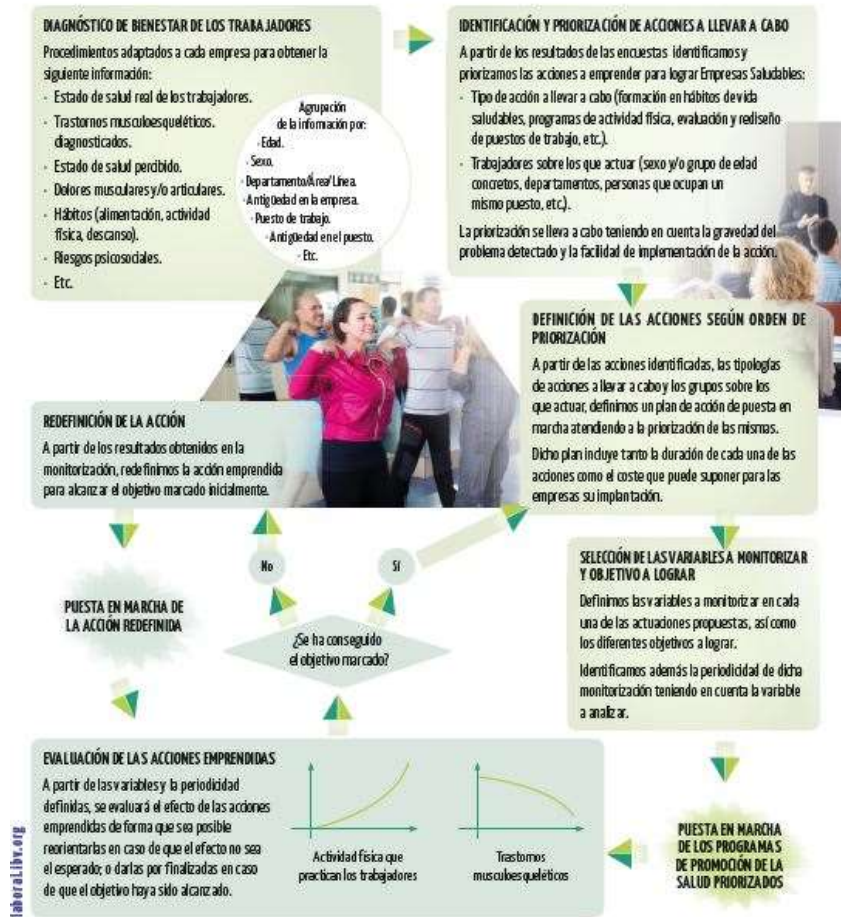 DIAGNÓSTICO DE BIENESTAR DE LOS TRABAJADORES
Procedimientos adaptados a cada empresa para obtener la
siguiente información:
· Estado de salud real de los trabajadores.
· Trastornos musculoesqueléticos.
diagnosticados.
· Estado de salud percibido.
· Dolores musculares y/o articulares.
· Hábitos (alimentación, actividad
física, descanso).
· Riesgos psicosociales.
· Etc.
Agrupación
de la información por:
· Edad.
· Sexo.
· Departamento/Área/Línea.
· Antigüedad en la empresa.
· Puesto de trabajo.
· Antigüedad en el puesto.
· Etc.
IDENTIFICACIÓN Y PRIORIZACIÓN DE ACCIONES A LLEVAR A CABO
A partir de los resultados de las encuestas identificamos y
priorizamos las acciones a emprender para lograr Empresas Saludables:
· Tipo de acción a llevar a cabo (formación en hábitos de vida
saludables, programas de actividad física, evaluación y rediseño
de puestos de trabajo, etc.).
· Trabajadores sobre los que actuar (sexo y/o grupo de edad
concretos, departamentos, personas que ocupan un
mismo puesto, etc.).
La priorización se lleva a cabo teniendo en cuenta la gravedad del
problema detectado y la facilidad de implementación de la acción.
DEFINICIÓN DE LAS ACCIONES SEGÚN ORDEN DE
PRIORIZACIÓN
A partir de las acciones identificadas, las tipologías
de acciones a llevar a cabo y los grupos sobre los
que actuar, definimos un plan de acción de puesta en
marcha atendiendo a la priorización de las mismas.
Dicho plan incluye tanto la duración de cada una de las
acciones como el coste que puede suponer para las
empresas su implantación.
REDEFINICIÓN DE LA ACCIÓN
A partir de los resultados obtenidos en la
monitorización, redefinimos la acción emprendida
para alcanzar el objetivo marcado inicialmente.
No
Sí
SELECCIÓN DE LAS VARIABLES A MONITORIZAR
Y OBJETIVO A LOGRAR
Definimos las variables a monitorizar en cada
una de las actuaciones propuestas, así como
los diferentes objetivos a lograr.
Identificamos además la periodicidad de dicha
monitorización teniendo en cuenta la variable
a analizar.
PUESTA EN MARCHA DE
LA ACCIÓN REDEFINIDA
¿Se ha conseguido
el objetivo marcado?
EVALUACIÓN DE LAS ACCIONES EMPRENDIDAS
A partir de las variables y la periodicidad
definidas, se evaluará el efecto de las acciones
emprendidas de forma que sea posible
reorientarlas en caso de que el efecto no sea
el esperado; o darlas por finalizadas en caso
de que el objetivo haya sido alcanzado.
Actividad física que
practican los trabajadores
Trastornos
musculoesqueléticos
PUESTA EN MARCHA
DE LOS PROGRAMAS
DE PROMOCIÓN DE LA
SALUD PRIORIZADOS
laboral.ibv.org